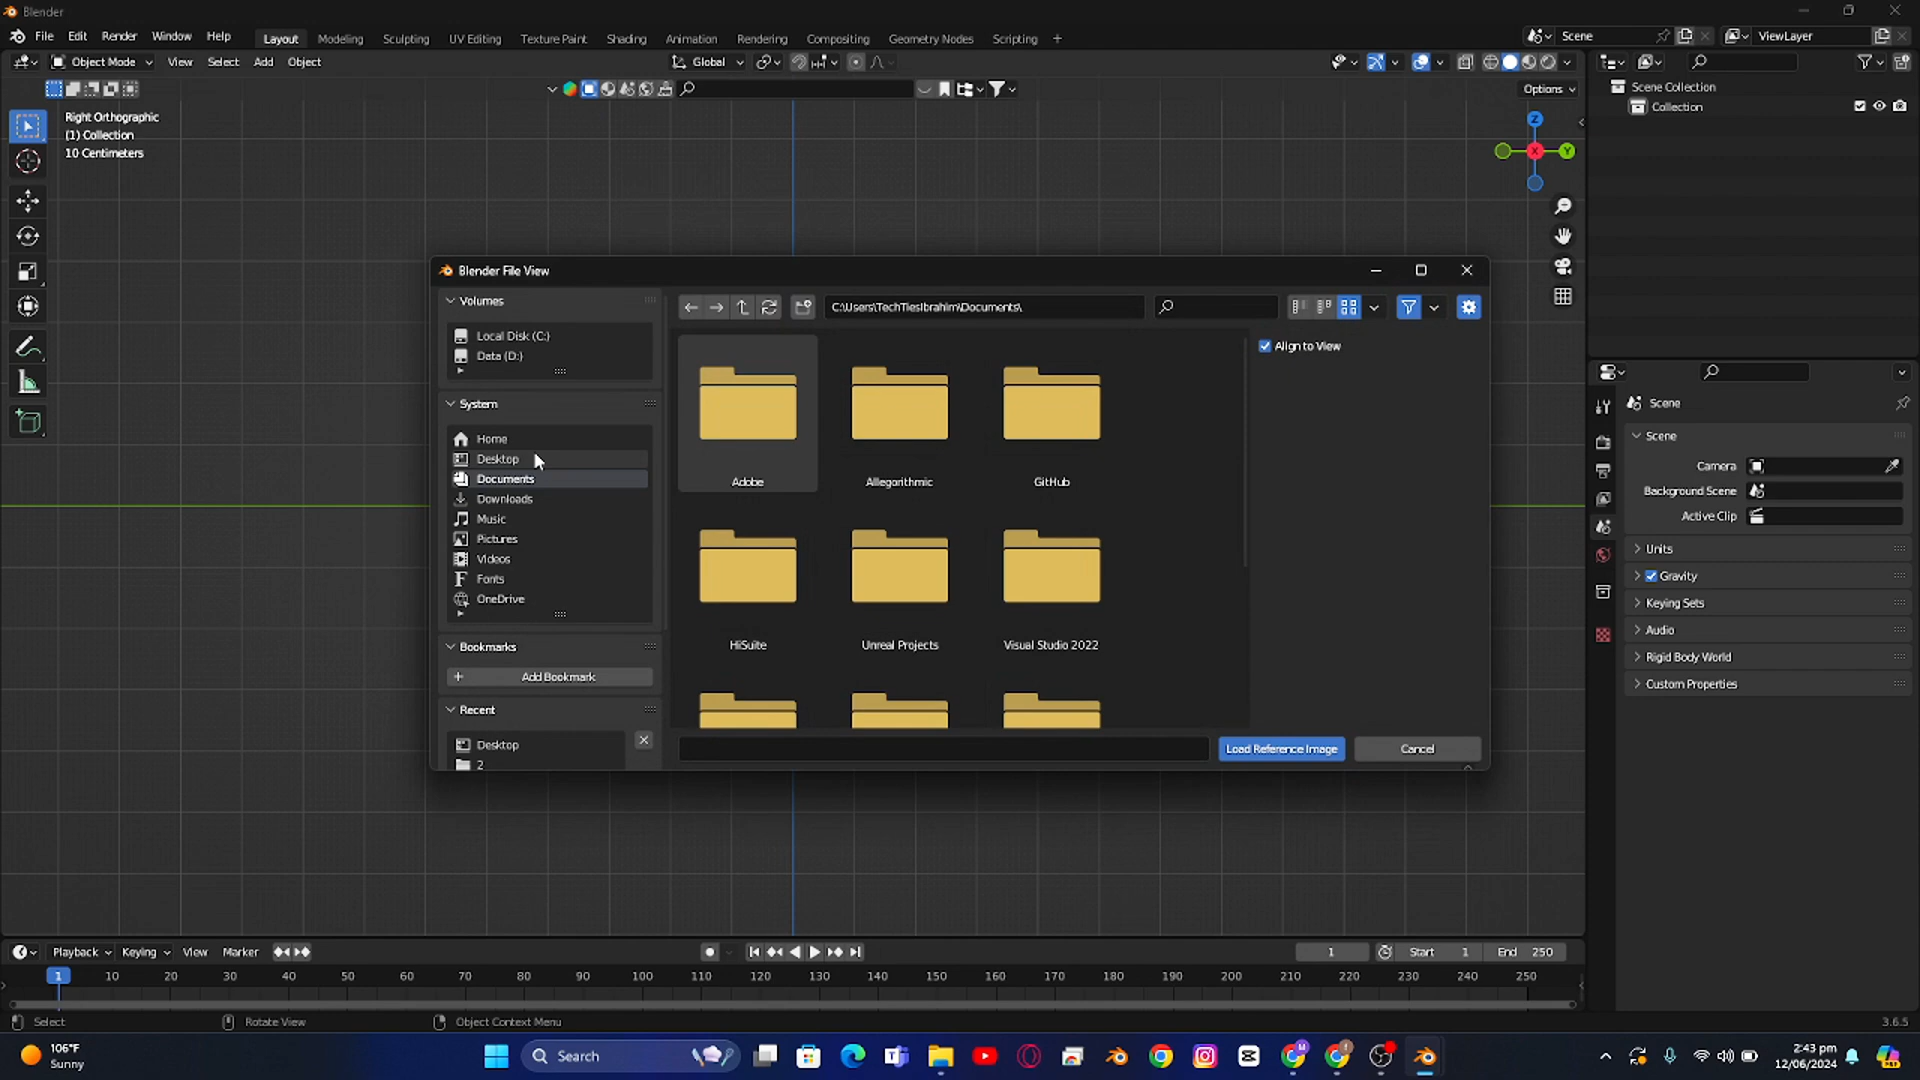 Blender
File Edit Render Window Help Layout Modeling Sculpting UV Editing Texture Paint Shading Animation Rendering Compositing Geometry Nodes Scripting + Scene ViewLayer
Object Mode View Select Add Object Global
Options
Right Orthographic
(1) Collection
10 Centimeters
Z
X
Y
Scene Collection
Collection
Blender File View
Volumes
Local Disk (C:)
Data (D:)
System
Home
Desktop
Documents
Downloads
Music
Pictures
Videos
Fonts
OneDrive
Bookmarks
Add Bookmark
Recent
Desktop
2
C:\Users\TechTiesIbrahim\Documents\
Align to View
Adobe Allegorithmic GitHub
HiSuite Unreal Projects Visual Studio 2022
Load Reference Image Cancel
Scene
Scene
Camera
Background Scene
Active Clip
Units
Gravity
Keying Sets
Audio
Rigid Body World
Custom Properties
Playback Keying View Marker 1 Start 1 End 250
1 10 20 30 40 50 60 70 80 90 100 110 120 130 140 150 160 170 180 190 200 210 220 230 240 250
Select Rotate View Object Context Menu 3.6.5
106°F
Sunny
Search
2:43 pm
12/06/2024